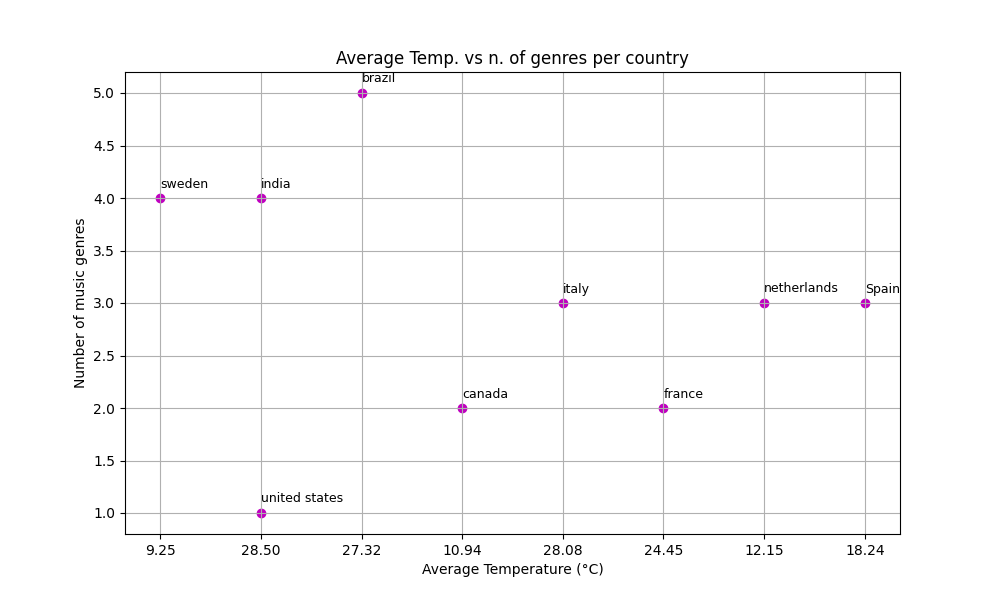 Average Temp. vs n. of genres per country
brazil
5.0
4.5
sweden
india
4.0
3.5
italy
netherlands
Spain
3.0
2.5
canada
france
2.0
1.5
united states
1.0
Number of music genres
9.25 28.50 27.32 10.94 28.08 24.45 12.15 18.24
Average Temperature (°C)